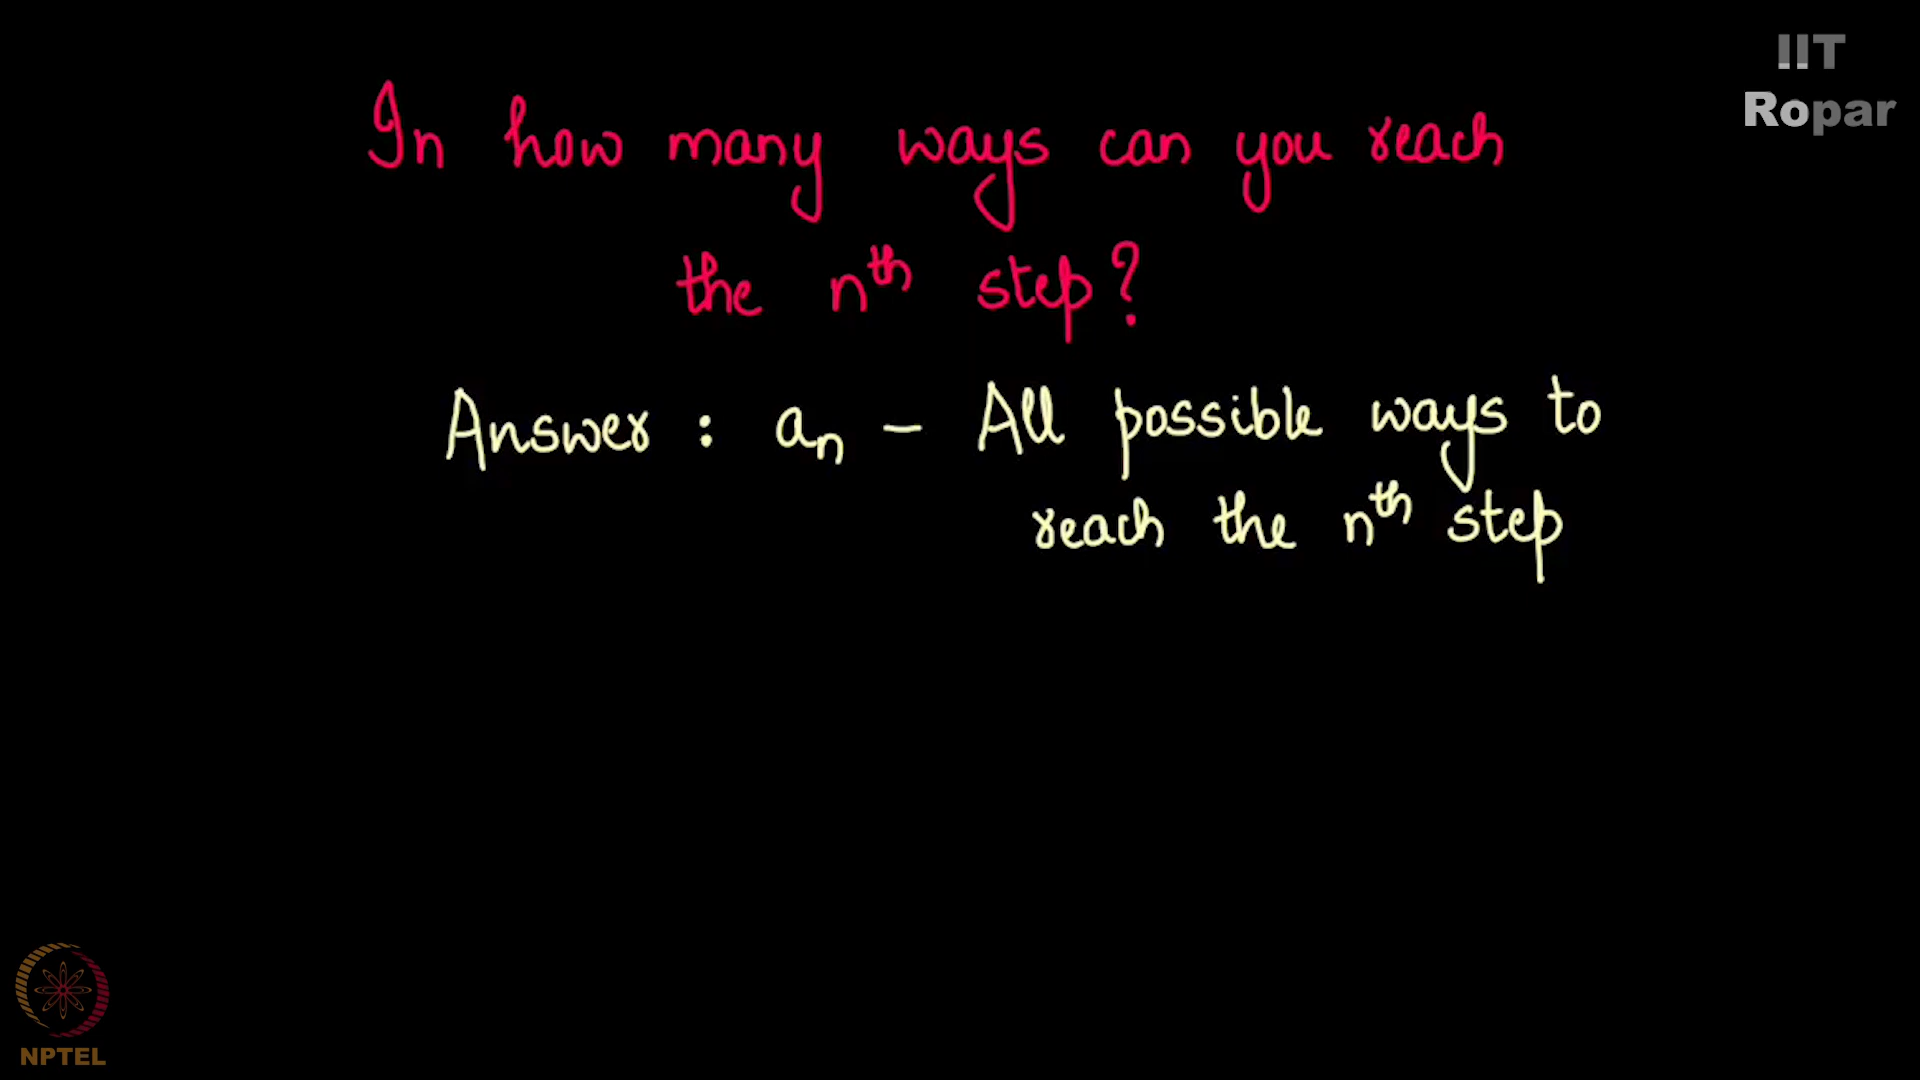 IIT
Ropar
In how many ways can you reach
the nth step?
Answer : an - All possible ways to
reach the nth step
NPTEL